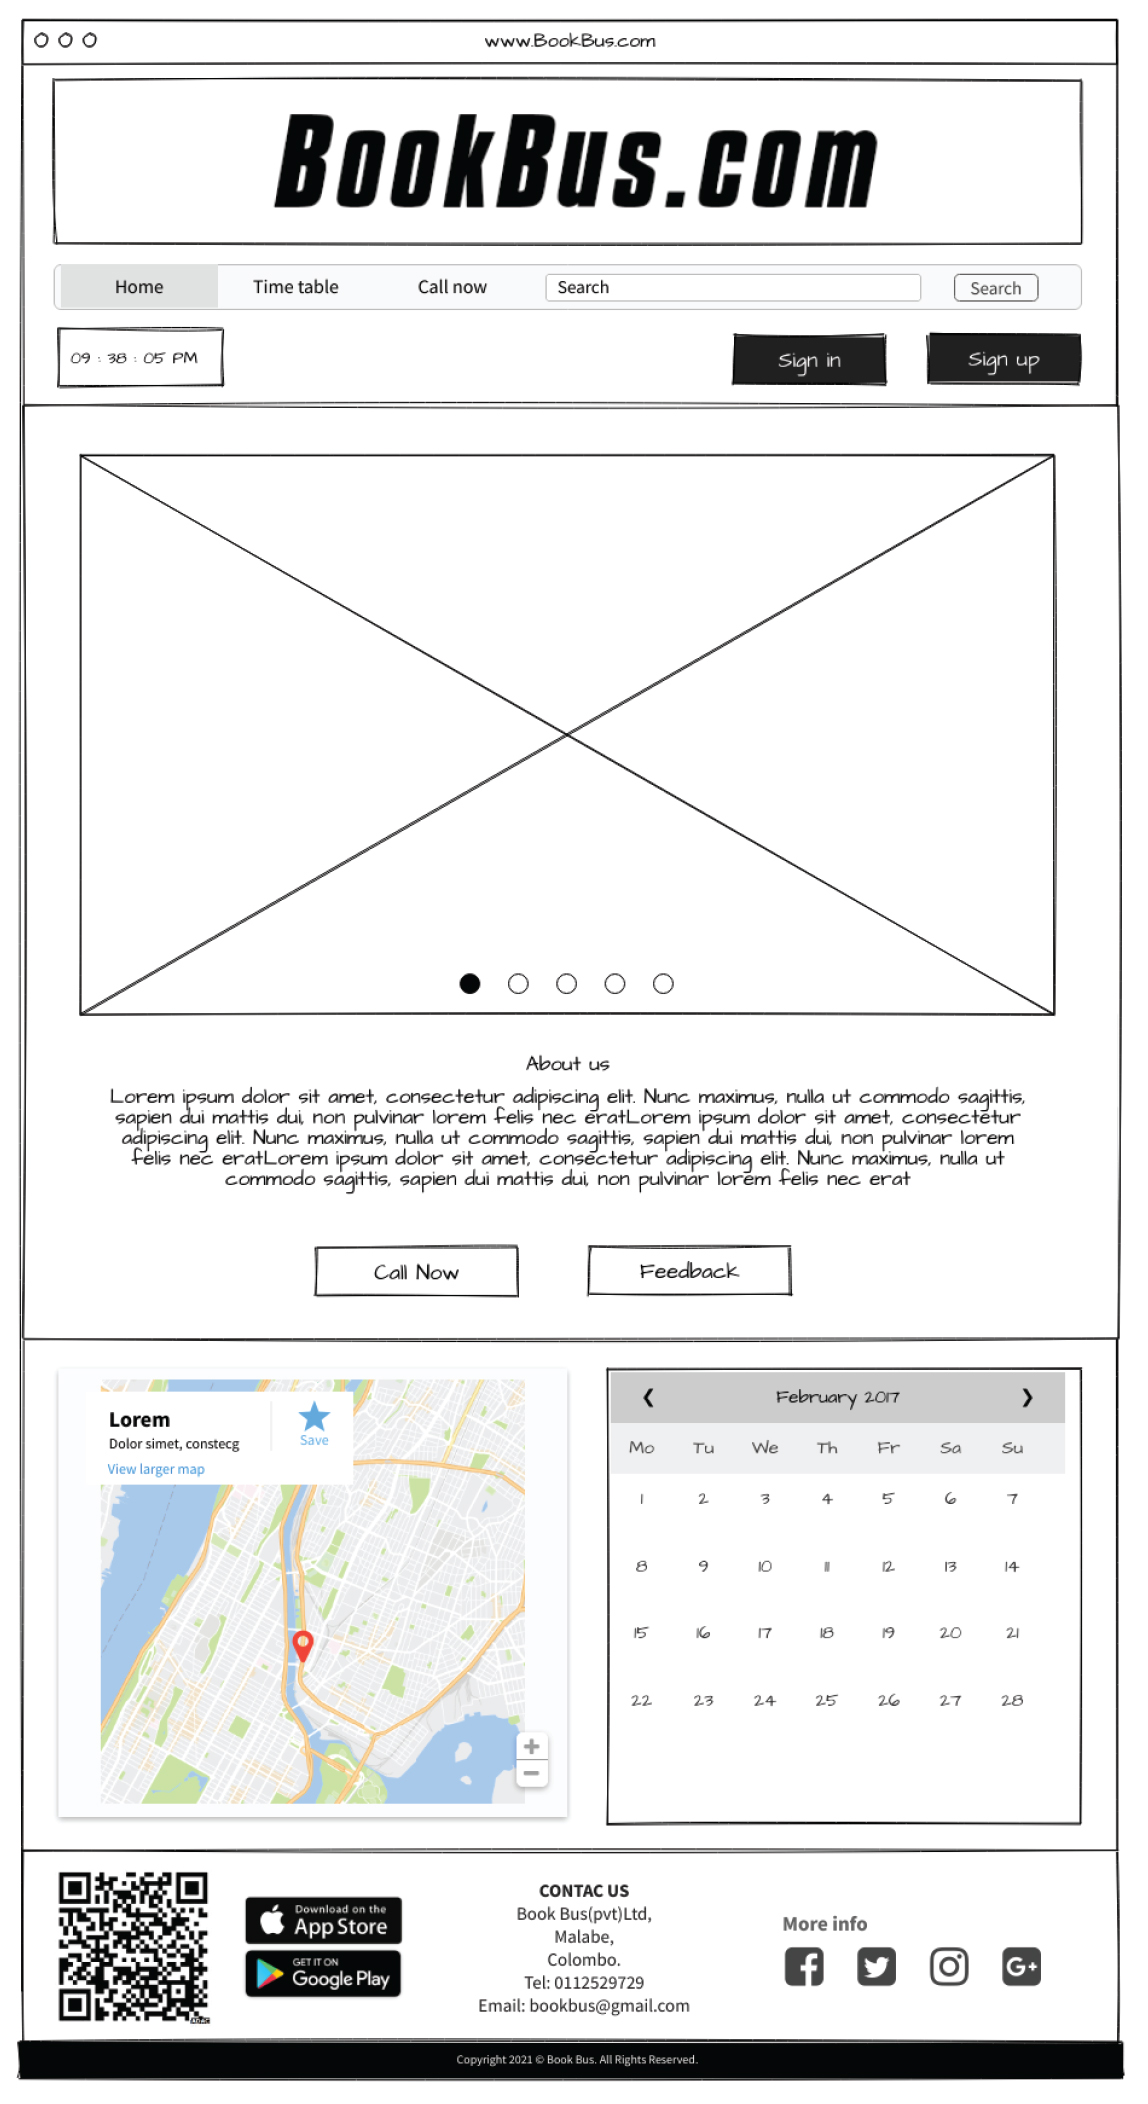 www.BookBus.com
BookBus.com
Home Time table Call now Search Search
09 : 38 : 05 PM Sign in Sign up
About us
Lorem ipsum dolor sit amet, consectetur adipiscing elit. Nunc maximus, nulla ut commodo sagittis,
sapien dui mattis dui, non pulvinar lorem felis nec eratLorem ipsum dolor sit amet, consectetur
adipiscing elit. Nunc maximus, nulla ut commodo sagittis, sapien dui mattis dui, non pulvinar lorem
felis nec eratLorem ipsum dolor sit amet, consectetur adipiscing elit. Nunc maximus, nulla ut
commodo sagittis, sapien dui mattis dui, non pulvinar lorem felis nec erat
Call Now Feedback
Lorem
Dolor simet, constecg
Save
View larger map
February 2017
Mo Tu We Th Fr Sa Su
1 2 3 4 5 6 7
8 9 10 11 12 13 14
15 16 17 18 19 20 21
22 23 24 25 26 27 28
Download on the
App Store
GET IT ON
Google Play
CONTAC US
Book Bus(pvt)Ltd,
Malabe,
Colombo.
Tel: 0112529729
Email: bookbus@gmail.com
More info
Copyright 2021 © Book Bus. All Rights Reserved.